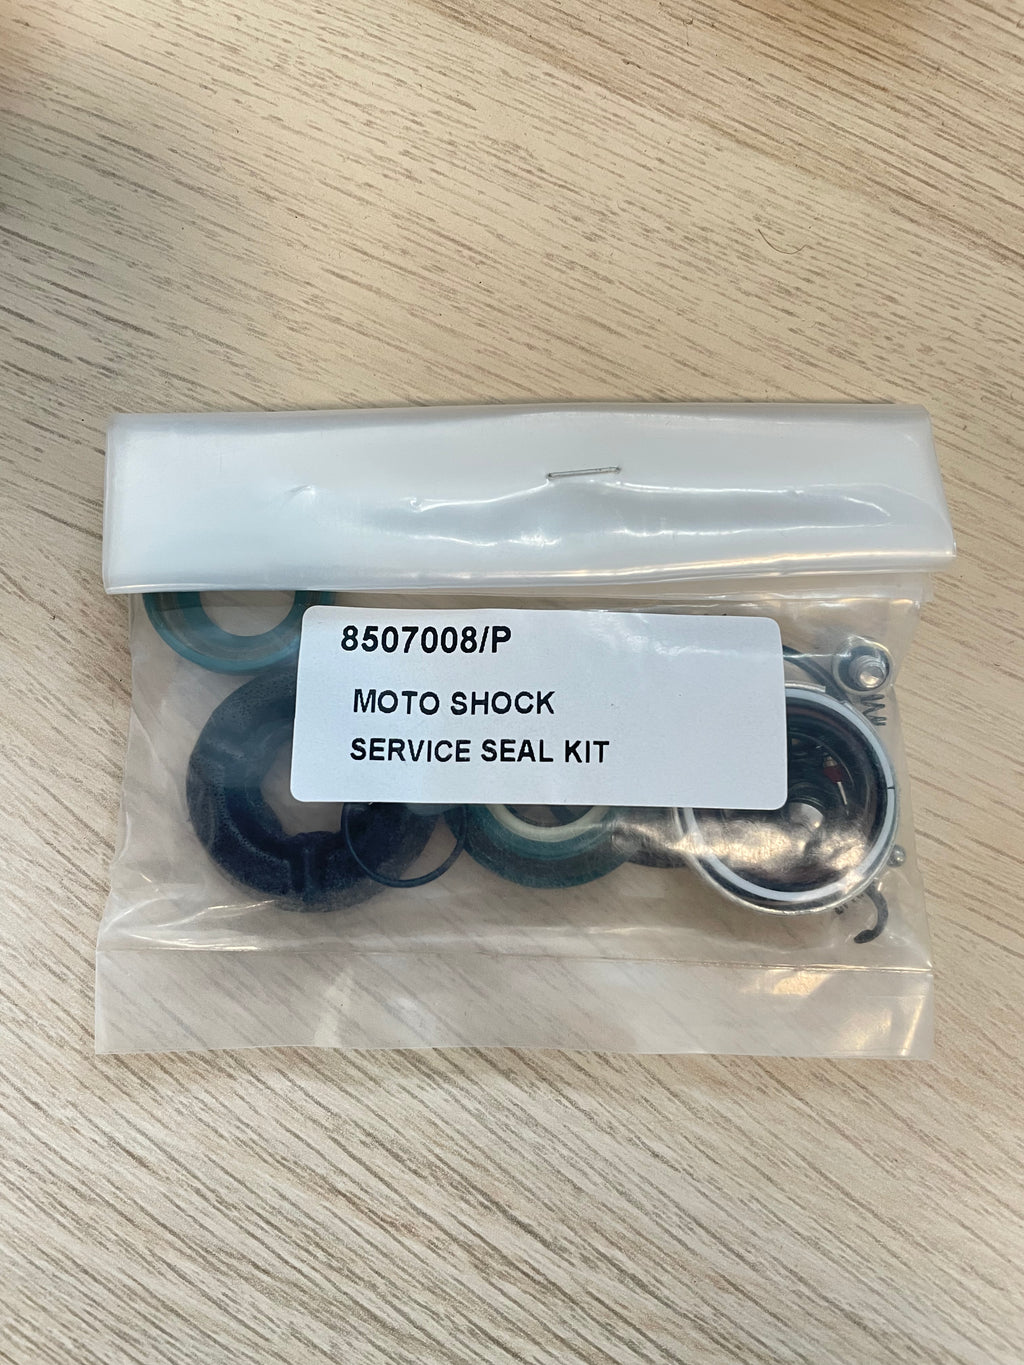 8507008/P
MOTO SHOCK
SERVICE SEAL KIT